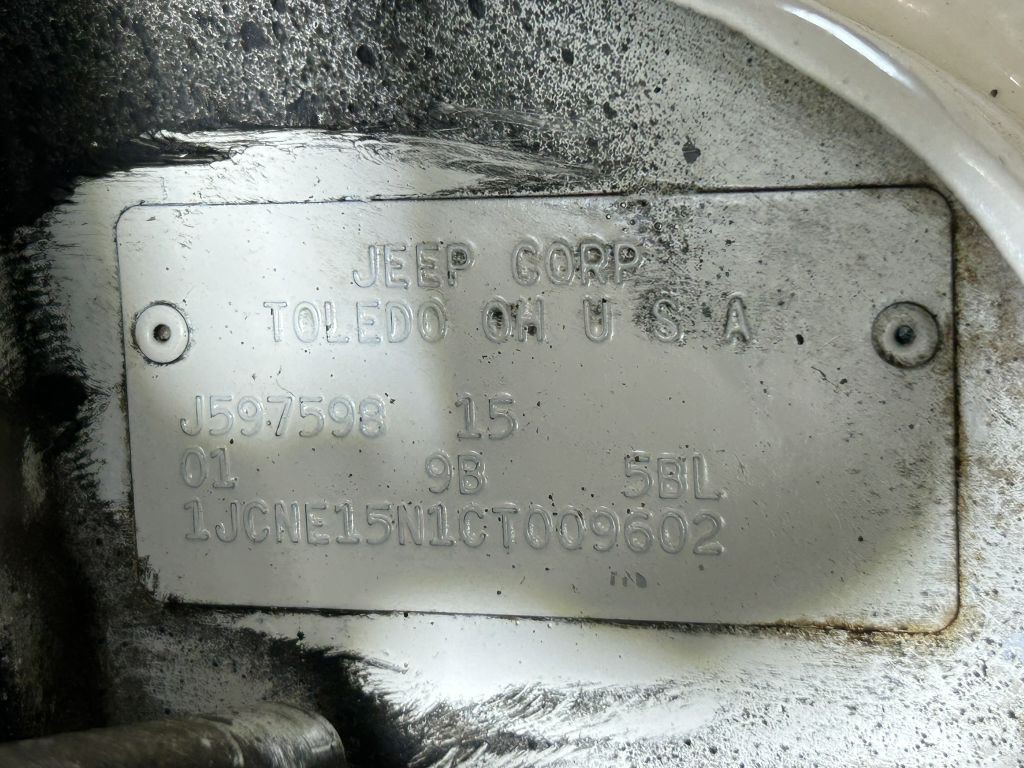 JEEP CORP
TOLEDO OH U S A
J597598 15
01 9B 5BL
1JCNE15N1CT009602